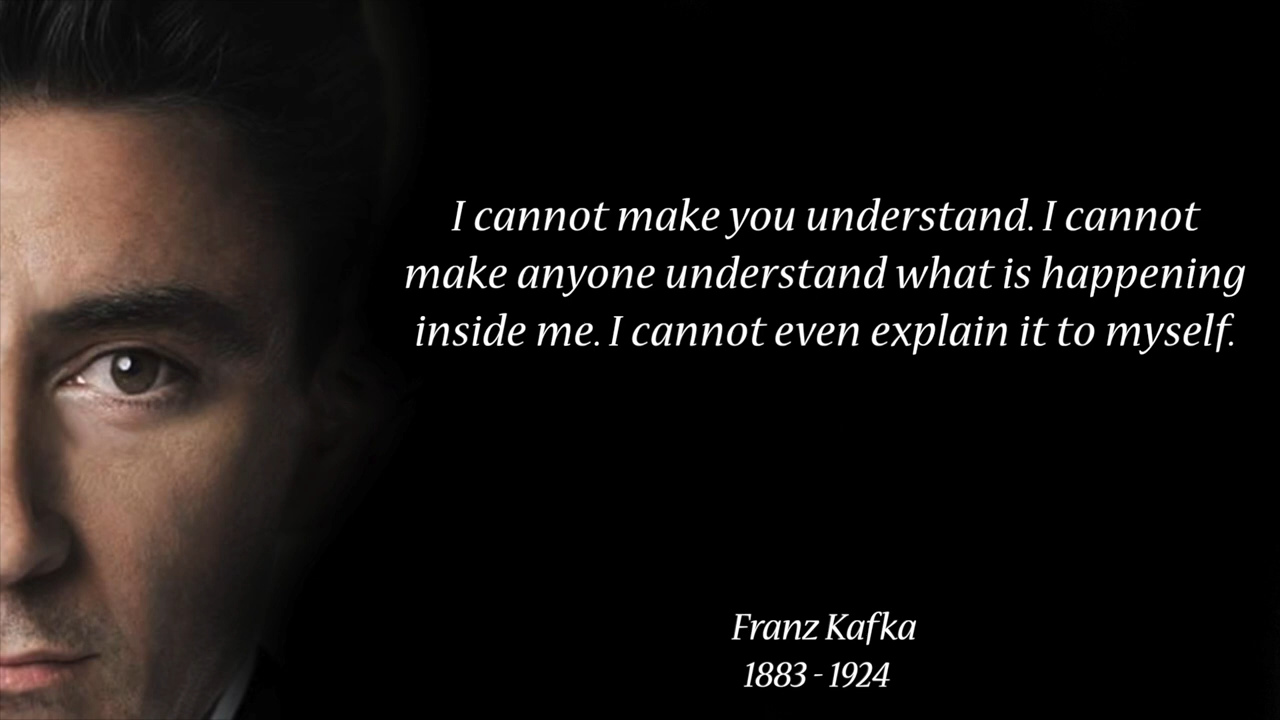 I cannot make you understand. I cannot
make anyone understand what is happening
inside me. I cannot even explain it to myself.
Franz Kafka
1883 - 1924